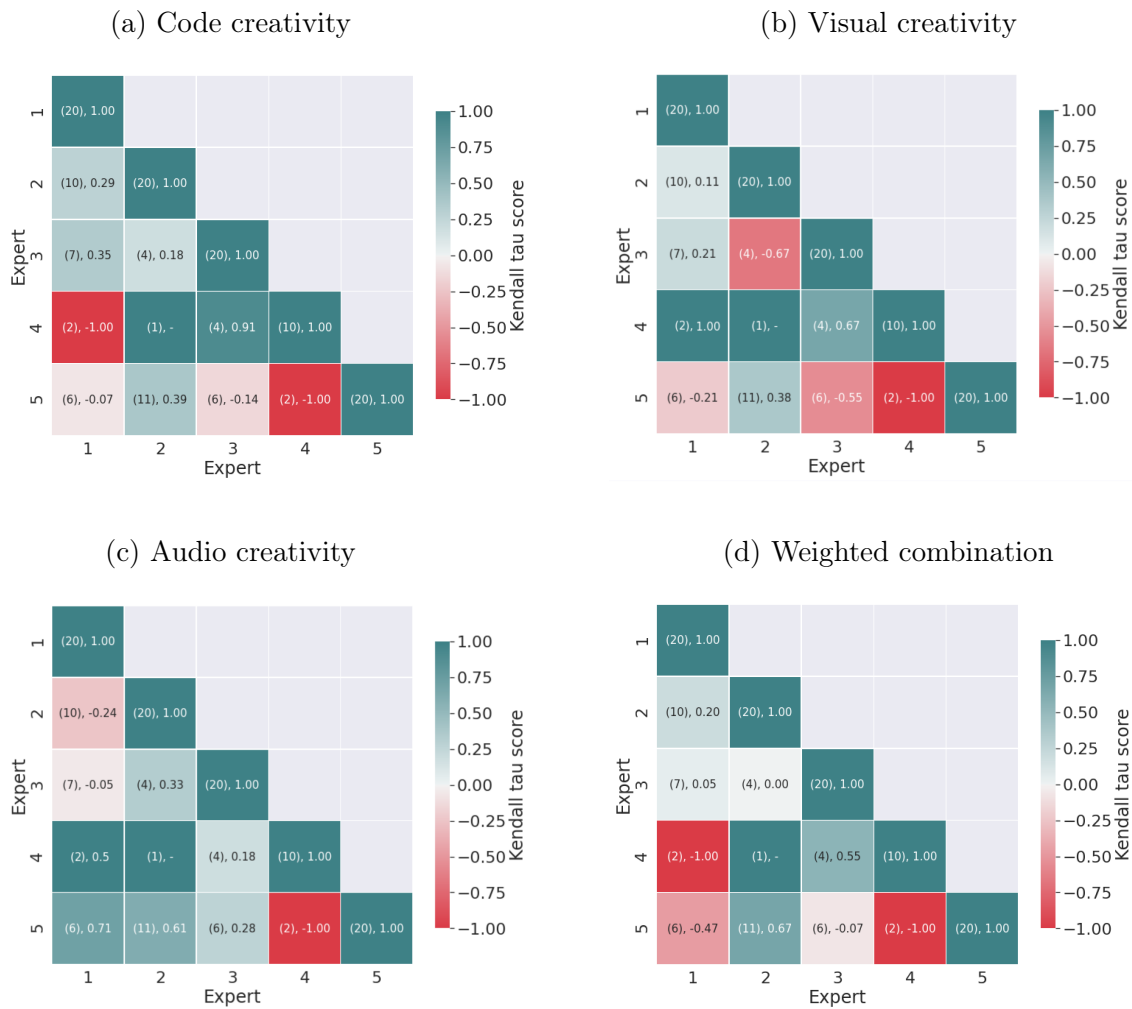 (a) Code creativity
1 (20), 1.00
2 (10), 0.29 (20), 1.00
3 (7), 0.35 (4), 0.18 (20), 1.00
4 (2), -1.00 (1), - (4), 0.91 (10), 1.00
5 (6), -0.07 (11), 0.39 (6), -0.14 (2), -1.00 (20), 1.00
1 2 3 4 5
Expert
Expert
1.00
0.75
0.50
0.25
0.00
−0.25
−0.50
−0.75
−1.00
Kendall tau score
(b) Visual creativity
1 (20), 1.00
2 (10), 0.11 (20), 1.00
3 (7), 0.21 (4), -0.67 (20), 1.00
4 (2), 1.00 (1), - (4), 0.67 (10), 1.00
5 (6), -0.21 (11), 0.38 (6), -0.55 (2), -1.00 (20), 1.00
1 2 3 4 5
Expert
Expert
1.00
0.75
0.50
0.25
0.00
−0.25
−0.50
−0.75
−1.00
Kendall tau score
(c) Audio creativity
1 (20), 1.00
2 (10), -0.24 (20), 1.00
3 (7), -0.05 (4), 0.33 (20), 1.00
4 (2), 0.5 (1), - (4), 0.18 (10), 1.00
5 (6), 0.71 (11), 0.61 (6), 0.28 (2), -1.00 (20), 1.00
1 2 3 4 5
Expert
Expert
1.00
0.75
0.50
0.25
0.00
−0.25
−0.50
−0.75
−1.00
Kendall tau score
(d) Weighted combination
1 (20), 1.00
2 (10), 0.20 (20), 1.00
3 (7), 0.05 (4), 0.00 (20), 1.00
4 (2), -1.00 (1), - (4), 0.55 (10), 1.00
5 (6), -0.47 (11), 0.67 (6), -0.07 (2), -1.00 (20), 1.00
1 2 3 4 5
Expert
Expert
1.00
0.75
0.50
0.25
0.00
−0.25
−0.50
−0.75
−1.00
Kendall tau score